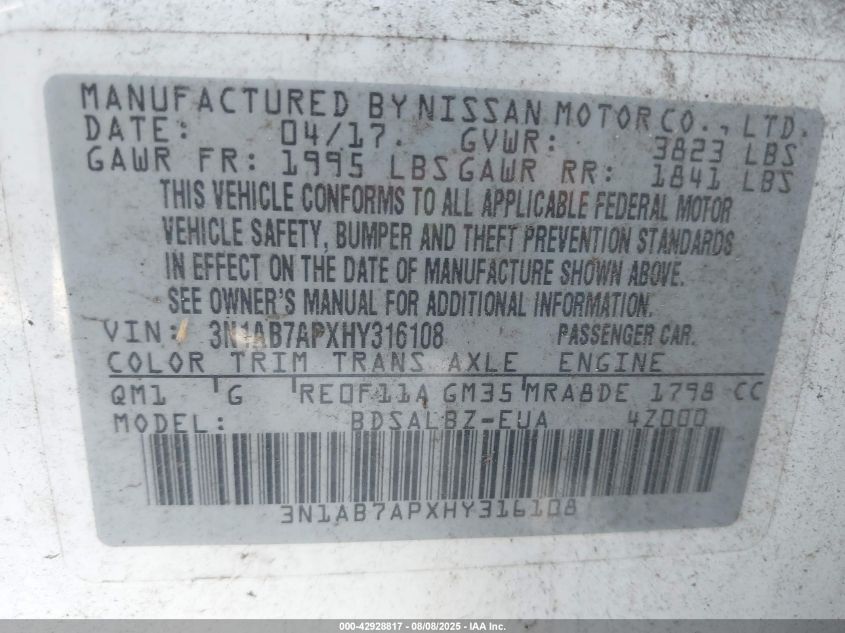 MANUFACTURED BY NISSAN MOTOR CO., LTD.
DATE: 04/17. GVWR: 3823 LBS
GAWR FR: 1995 LBS GAWR RR: 1841 LBS
THIS VEHICLE CONFORMS TO ALL APPLICABLE FEDERAL MOTOR
VEHICLE SAFETY, BUMPER AND THEFT PREVENTION STANDARDS
IN EFFECT ON THE DATE OF MANUFACTURE SHOWN ABOVE.
SEE OWNER'S MANUAL FOR ADDITIONAL INFORMATION.
VIN: 3N1AB7APXHY316108 PASSENGER CAR.
COLOR TRIM TRANS AXLE ENGINE
QM1 G RE0F11A GM35 MRA8DE 1798 CC
MODEL: BDSALBZ-EUA 4Z000
3N1AB7APXHY316108
000-42928817 - 08/08/2025 - IAA Inc.